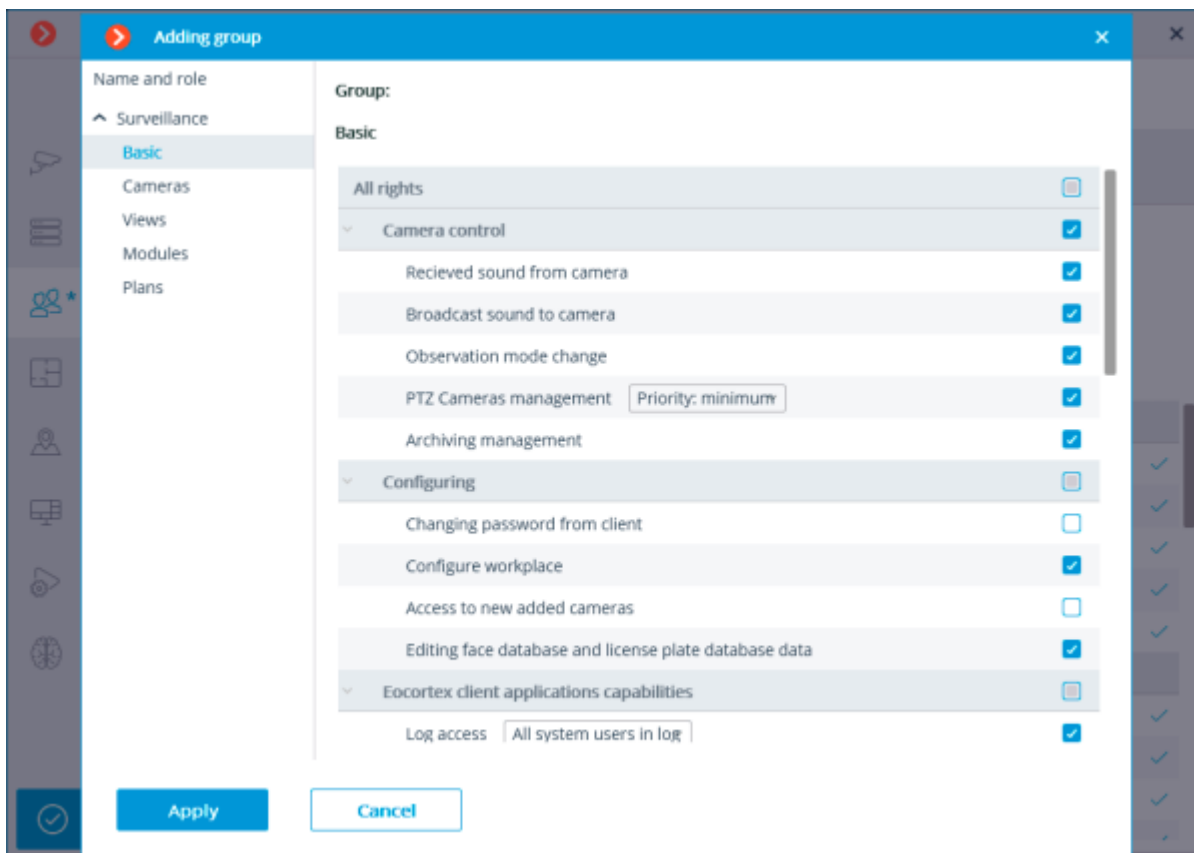 Adding group
Name and role
Surveillance
Basic
Cameras
Views
Modules
Plans
Group:
Basic
All rights
Camera control
Recieved sound from camera
Broadcast sound to camera
Observation mode change
PTZ Cameras management Priority: minimum
Archiving management
Configuring
Changing password from client
Configure workplace
Access to new added cameras
Editing face database and license plate database data
Eocortex client applications capabilities
Log access All system users in log
Apply Cancel